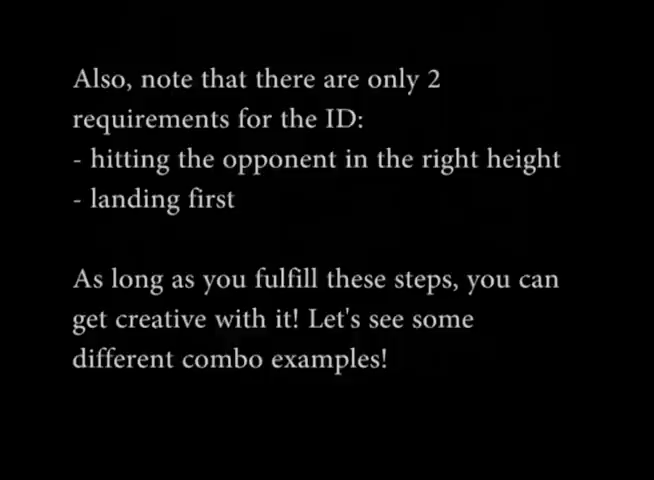 Also, note that there are only 2
requirements for the ID:
- hitting the opponent in the right height
- landing first
As long as you fulfill these steps, you can
get creative with it! Let's see some
different combo examples!